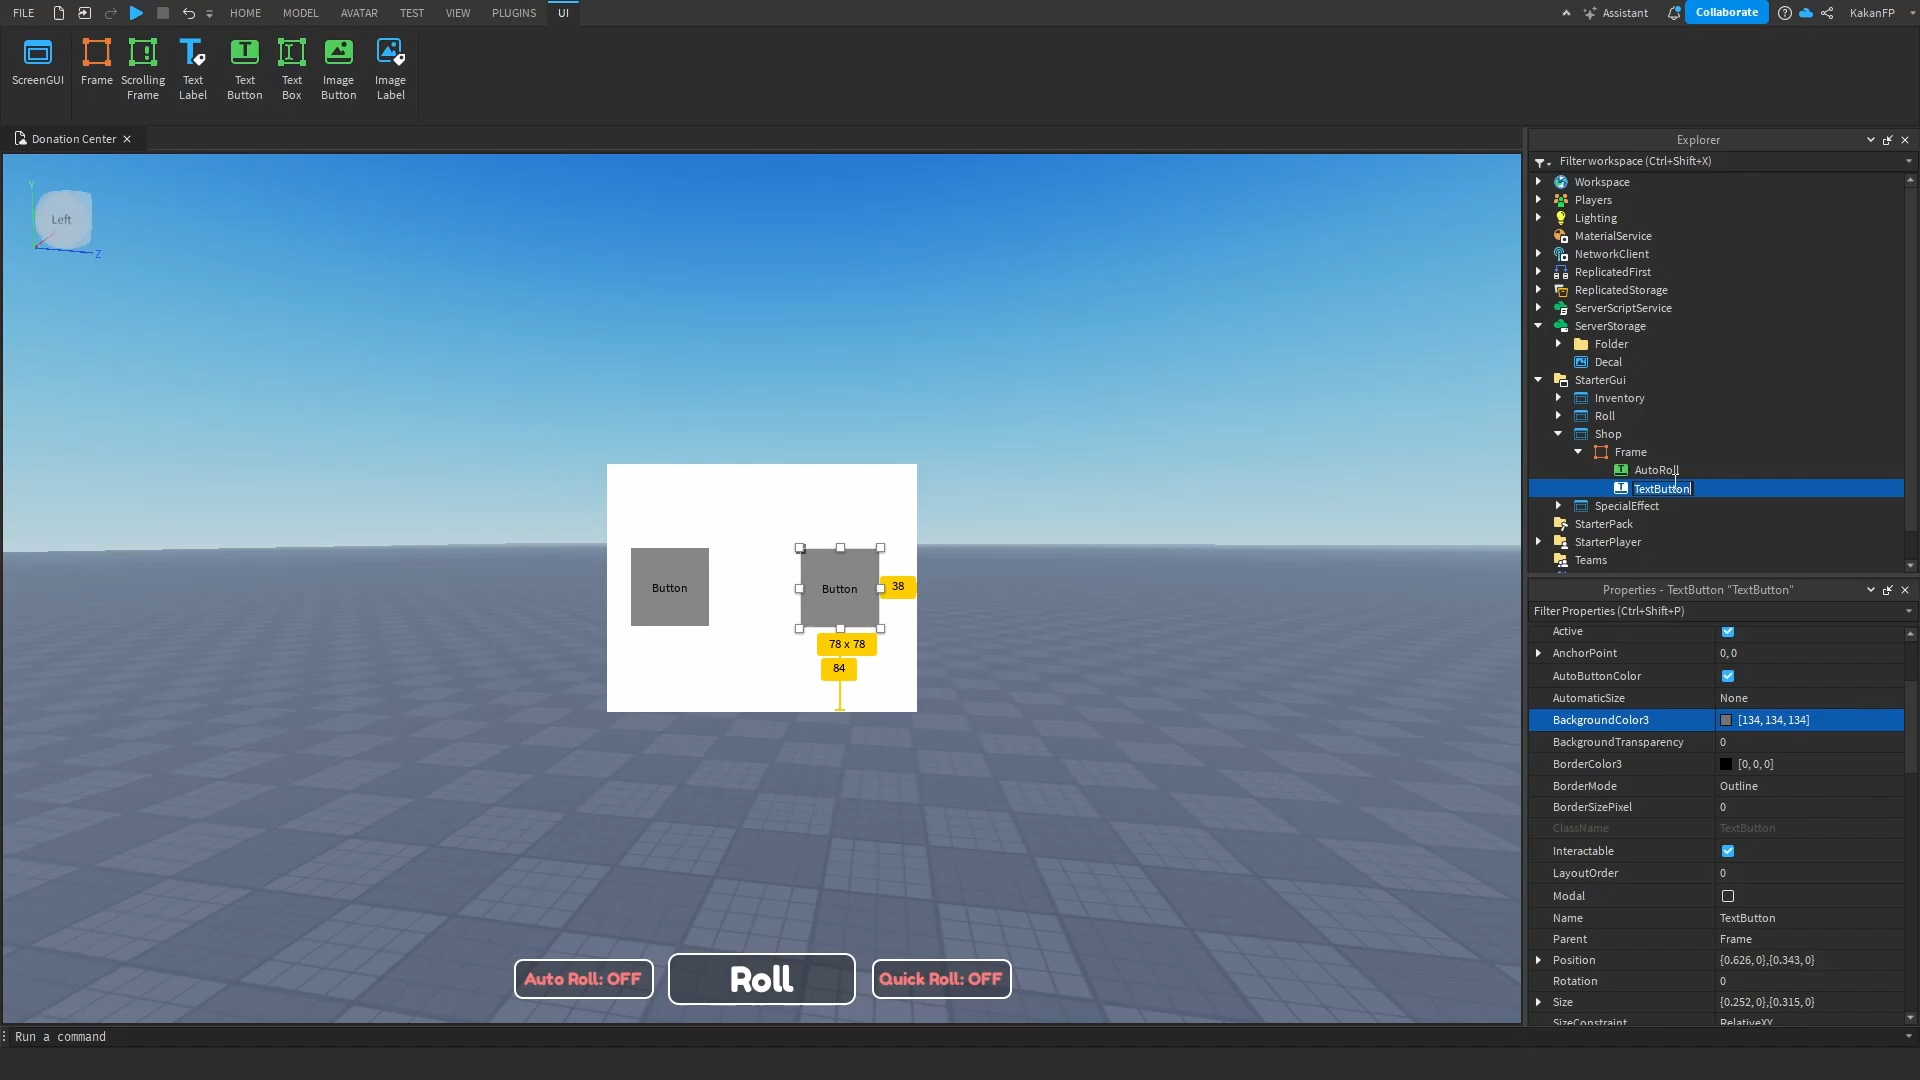 FILE
HOME
MODEL
AVATAR
TEST
VIEW
PLUGINS
UI
Assistant
Collaborate
KakanFP
ScreenGUI
Frame
Scrolling
Frame
Text
Label
Text
Button
Text
Box
Image
Button
Image
Label
Donation Center
Explorer
Filter workspace (Ctrl+Shift+X)
Workspace
Players
Lighting
MaterialService
NetworkClient
ReplicatedFirst
ReplicatedStorage
ServerScriptService
ServerStorage
Folder
Decal
StarterGui
Inventory
Roll
Shop
Frame
AutoRoll
TextButton
SpecialEffect
StarterPack
StarterPlayer
Teams
Y
Left
Z
Button
Button
38
78 x 78
84
Auto Roll: OFF
Roll
Quick Roll: OFF
Properties - TextButton "TextButton"
Filter Properties (Ctrl+Shift+P)
Active
AnchorPoint 0, 0
AutoButtonColor
AutomaticSize None
BackgroundColor3 [134, 134, 134]
BackgroundTransparency 0
BorderColor3 [0, 0, 0]
BorderMode Outline
BorderSizePixel 0
ClassName TextButton
Interactable
LayoutOrder 0
Modal
Name TextButton
Parent Frame
Position {0.626, 0},{0.343, 0}
Rotation 0
Size {0.252, 0},{0.315, 0}
SizeConstraint RelativeXY
Run a command